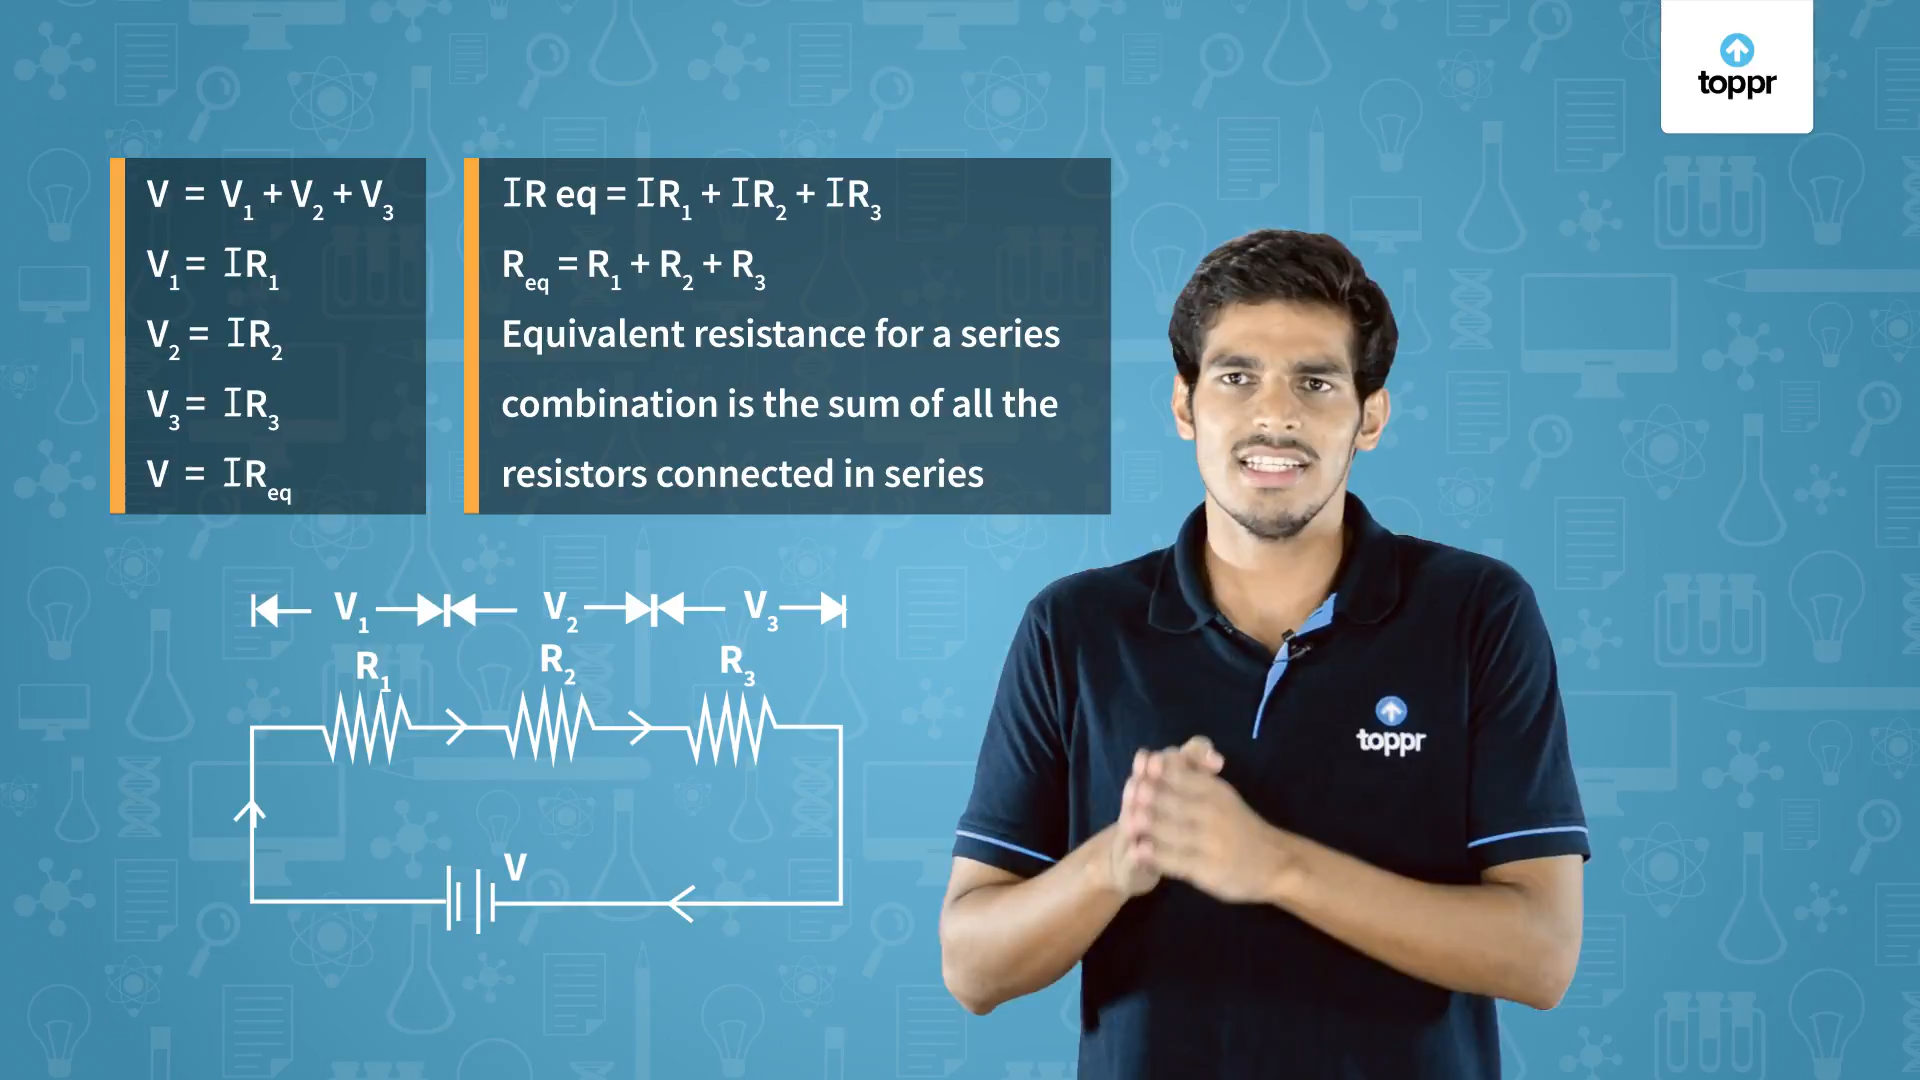 toppr
V = V₁ + V₂ + V₃
V₁ = IR₁
V₂ = IR₂
V₃ = IR₃
V = IR_eq
IR eq = IR₁ + IR₂ + IR₃
R_eq = R₁ + R₂ + R₃
Equivalent resistance for a series
combination is the sum of all the
resistors connected in series
V₁ V₂ V₃
R₁ R₂ R₃
V
toppr